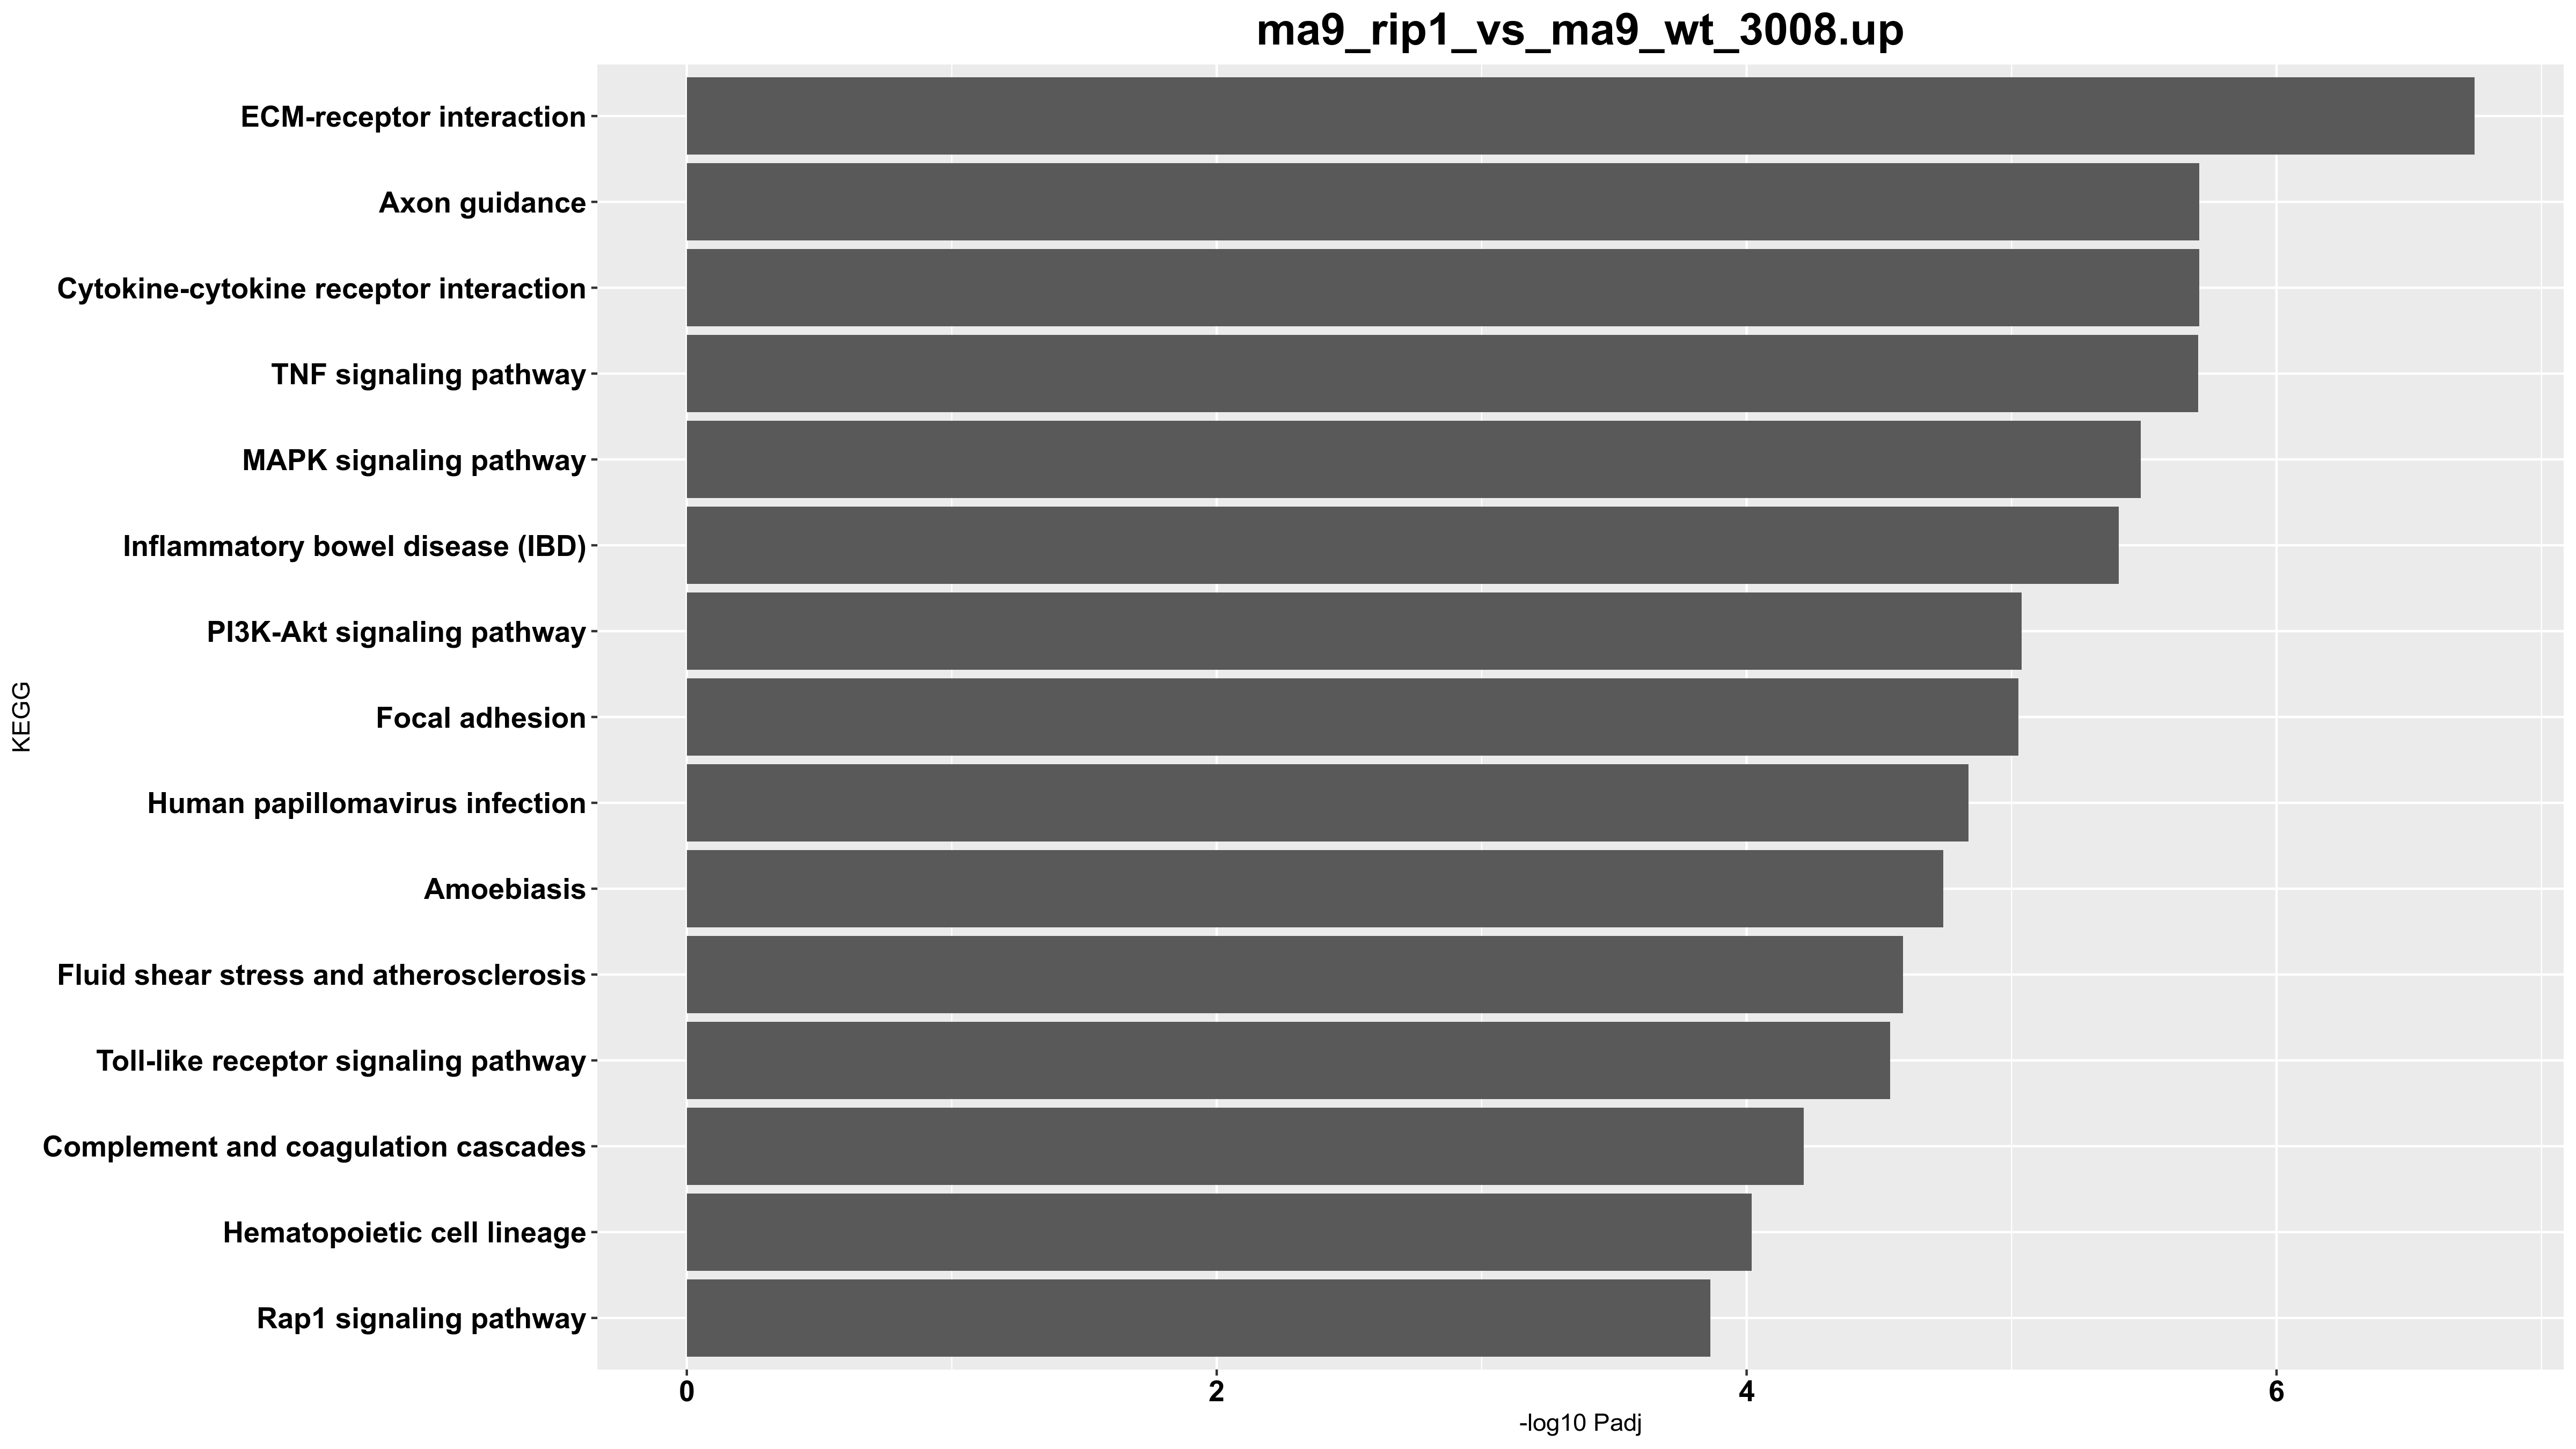 ma9_rip1_vs_ma9_wt_3008.up
ECM-receptor interaction
Axon guidance
Cytokine-cytokine receptor interaction
TNF signaling pathway
MAPK signaling pathway
Inflammatory bowel disease (IBD)
PI3K-Akt signaling pathway
Focal adhesion
Human papillomavirus infection
Amoebiasis
Fluid shear stress and atherosclerosis
Toll-like receptor signaling pathway
Complement and coagulation cascades
Hematopoietic cell lineage
Rap1 signaling pathway
KEGG
0 2 4 6
-log10 Padj